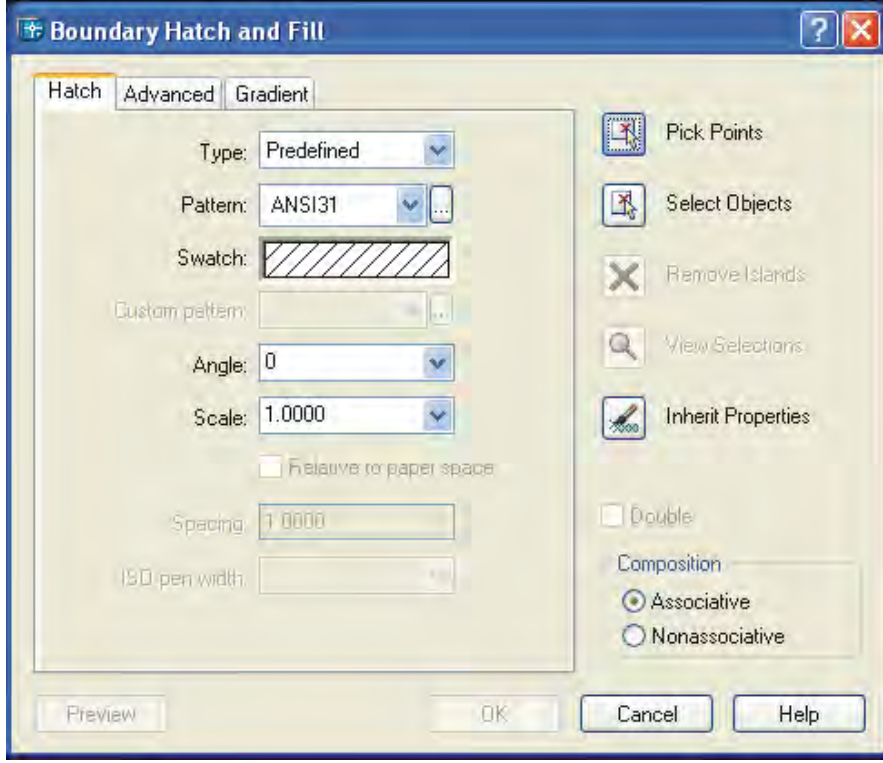 Boundary Hatch and Fill
Hatch Advanced Gradient
Type: Predefined
Pattern: ANSI31 ...
Swatch:
Custom pattern: ...
Angle: 0
Scale: 1.0000
Relative to paper space
Spacing: 1.0000
ISO pen width:
Pick Points
Select Objects
Remove Islands
View Selections
Inherit Properties
Double
Composition
Associative
Nonassociative
Preview OK Cancel Help